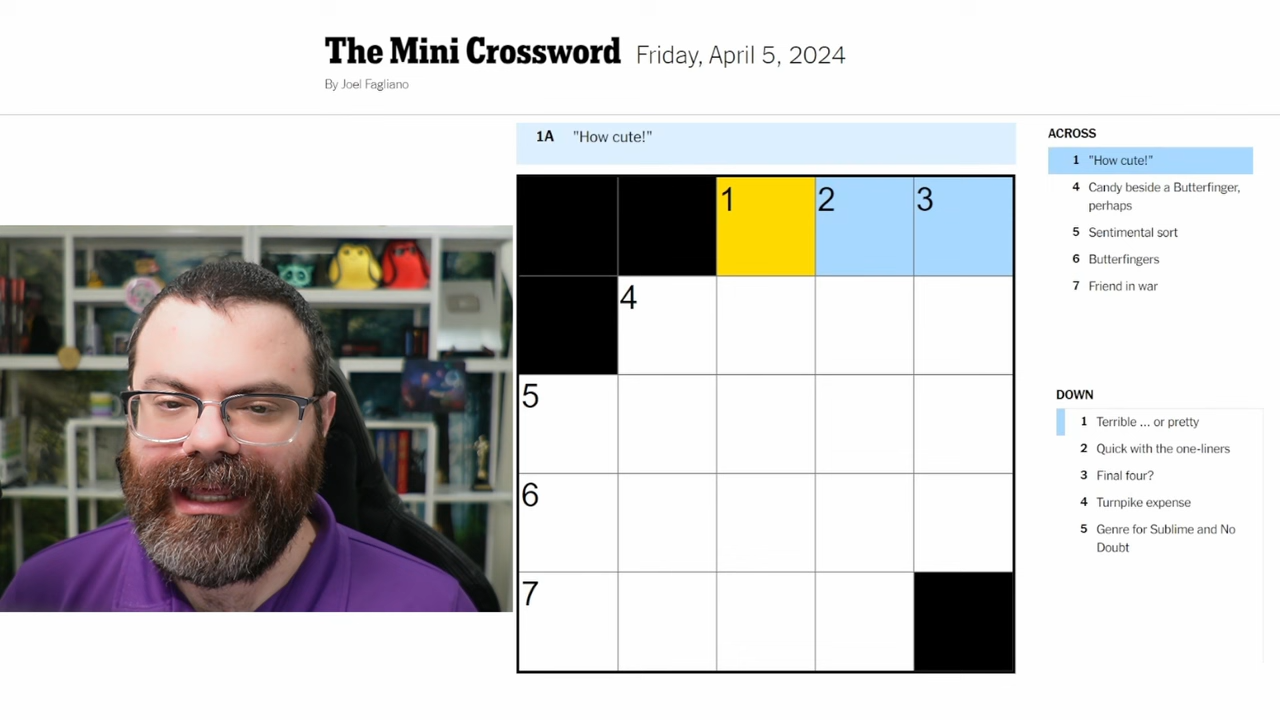 The Mini Crossword Friday, April 5, 2024
By Joel Fagliano
1A "How cute!"
1 2 3
4
5
6
7
ACROSS
1 "How cute!"
4 Candy beside a Butterfinger,
perhaps
5 Sentimental sort
6 Butterfingers
7 Friend in war
DOWN
1 Terrible ... or pretty
2 Quick with the one-liners
3 Final four?
4 Turnpike expense
5 Genre for Sublime and No
Doubt